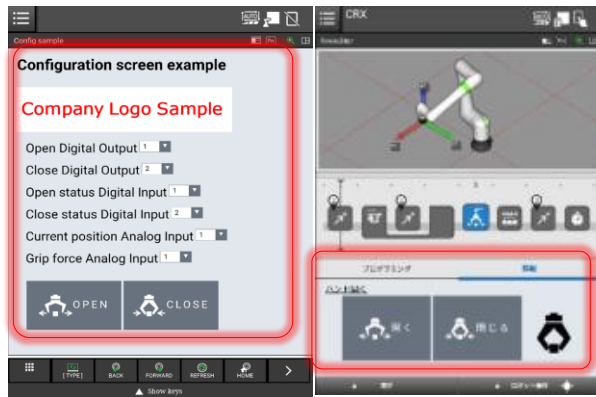 AUTO
Config sample
Configuration screen example
Company Logo Sample
Open Digital Output 1
Close Digital Output 2
Open status Digital Input 1
Close status Digital Input 2
Current position Analog Input 1
Grip force Analog Input 1
OPEN
CLOSE
[TYPE]
BACK
FORWARD
REFRESH
HOME
Show keys
CRX
プログラミング
ハンド開く
開く
閉じる